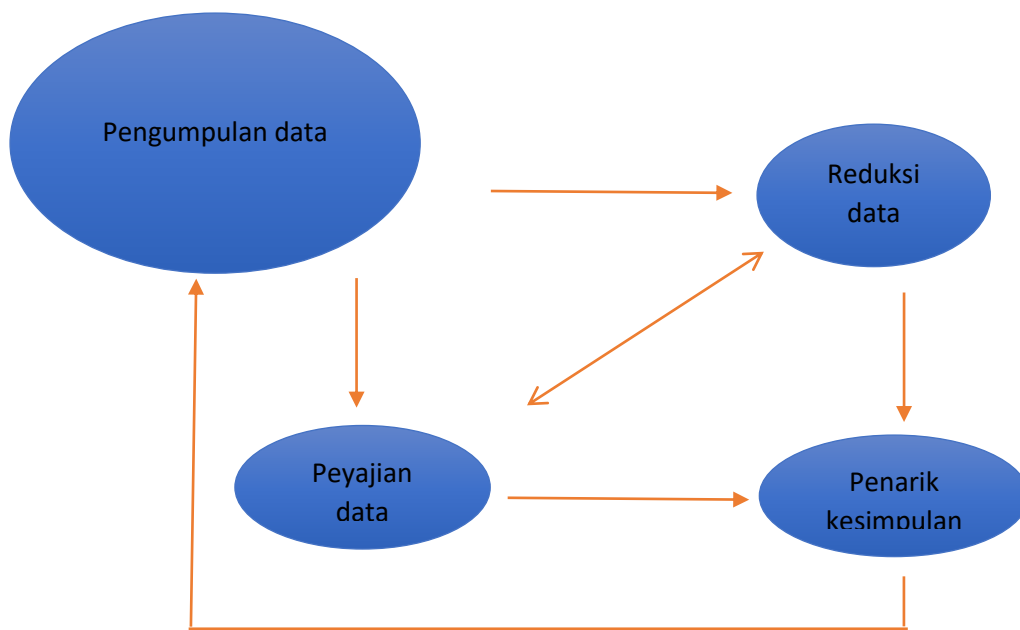 Pengumpulan data
Reduksi
data
Peyajian
data
Penarik
kesimpulan